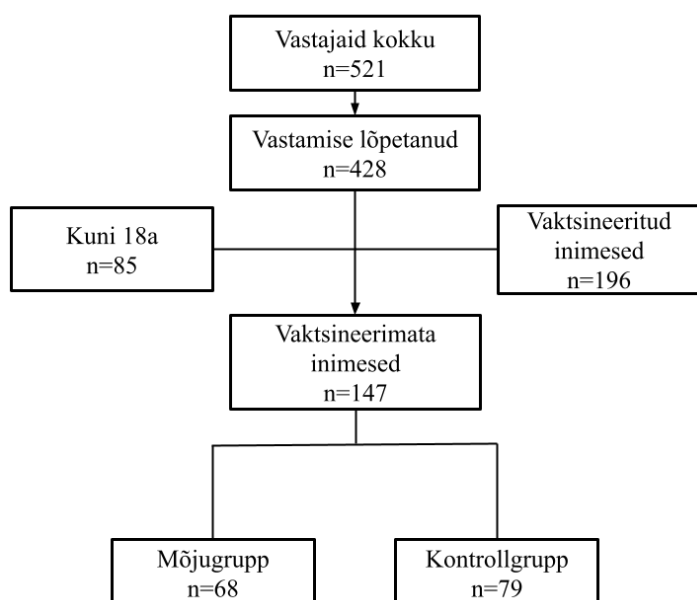 Vastajaid kokku
n=521
Vastamise lõpetanud
n=428
Kuni 18a
n=85
Vaktsineeritud
inimesed
n=196
Vaktsineerimata
inimesed
n=147
Mõjugrupp
n=68
Kontrollgrupp
n=79